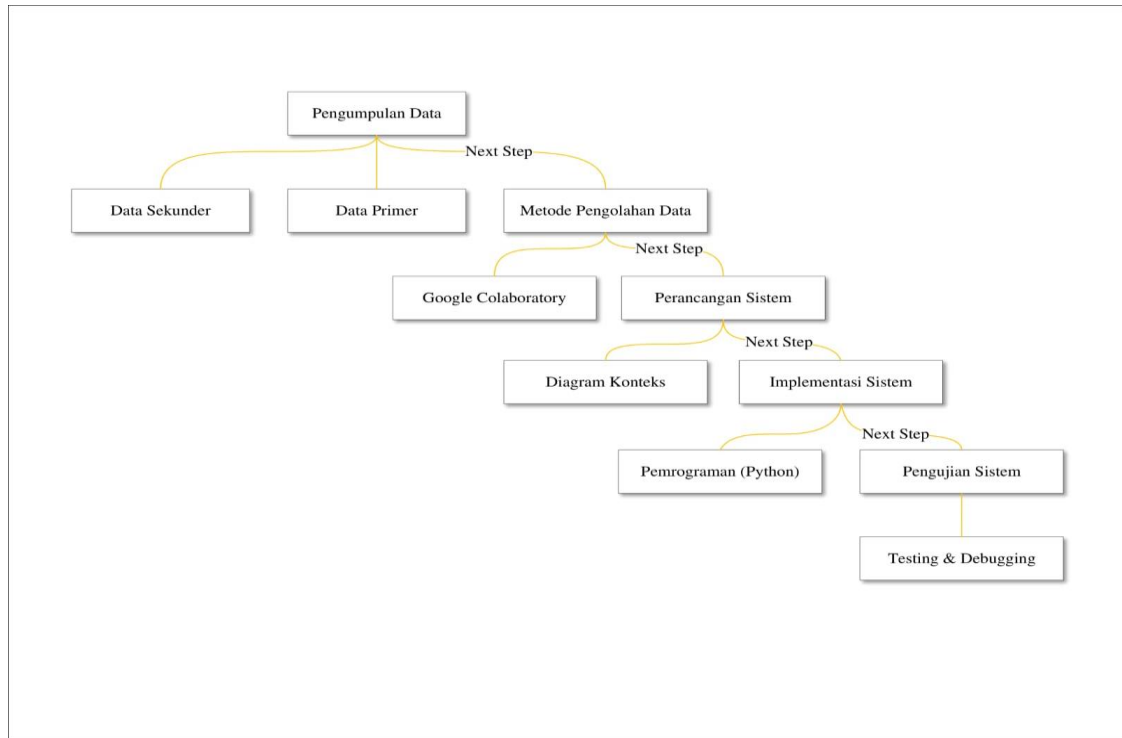 Pengumpulan Data
Next Step
Data Sekunder
Data Primer
Metode Pengolahan Data
Next Step
Google Colaboratory
Perancangan Sistem
Next Step
Diagram Konteks
Implementasi Sistem
Next Step
Pemrograman (Python)
Pengujian Sistem
Testing & Debugging